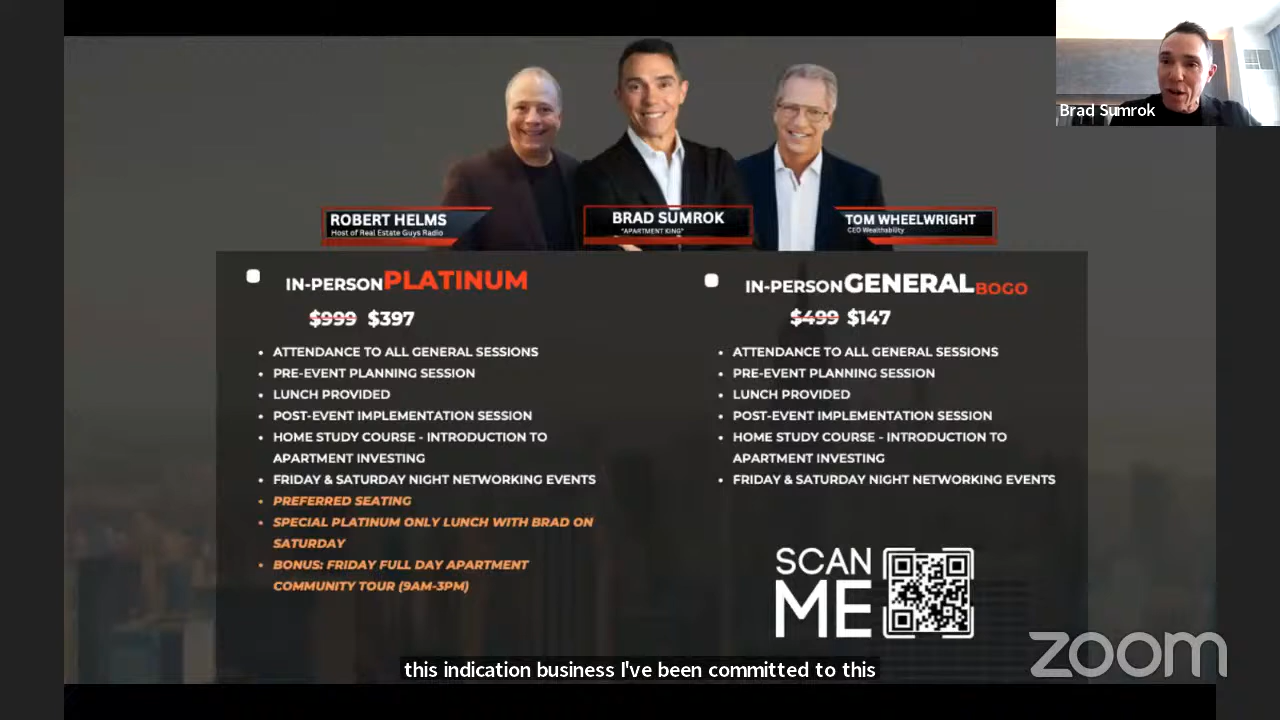 Brad Sumrok
ROBERT HELMS
Host of Real Estate Guys Radio
BRAD SUMROK
"APARTMENT KING"
TOM WHEELWRIGHT
CEO Wealthability
IN-PERSON PLATINUM
$999 $397
• ATTENDANCE TO ALL GENERAL SESSIONS
• PRE-EVENT PLANNING SESSION
• LUNCH PROVIDED
• POST-EVENT IMPLEMENTATION SESSION
• HOME STUDY COURSE - INTRODUCTION TO
APARTMENT INVESTING
• FRIDAY & SATURDAY NIGHT NETWORKING EVENTS
• PREFERRED SEATING
• SPECIAL PLATINUM ONLY LUNCH WITH BRAD ON
SATURDAY
• BONUS: FRIDAY FULL DAY APARTMENT
COMMUNITY TOUR (9AM-3PM)
IN-PERSON GENERAL BOGO
$499 $147
• ATTENDANCE TO ALL GENERAL SESSIONS
• PRE-EVENT PLANNING SESSION
• LUNCH PROVIDED
• POST-EVENT IMPLEMENTATION SESSION
• HOME STUDY COURSE - INTRODUCTION TO
APARTMENT INVESTING
• FRIDAY & SATURDAY NIGHT NETWORKING EVENTS
SCAN
ME
zoom
this indication business I've been committed to this